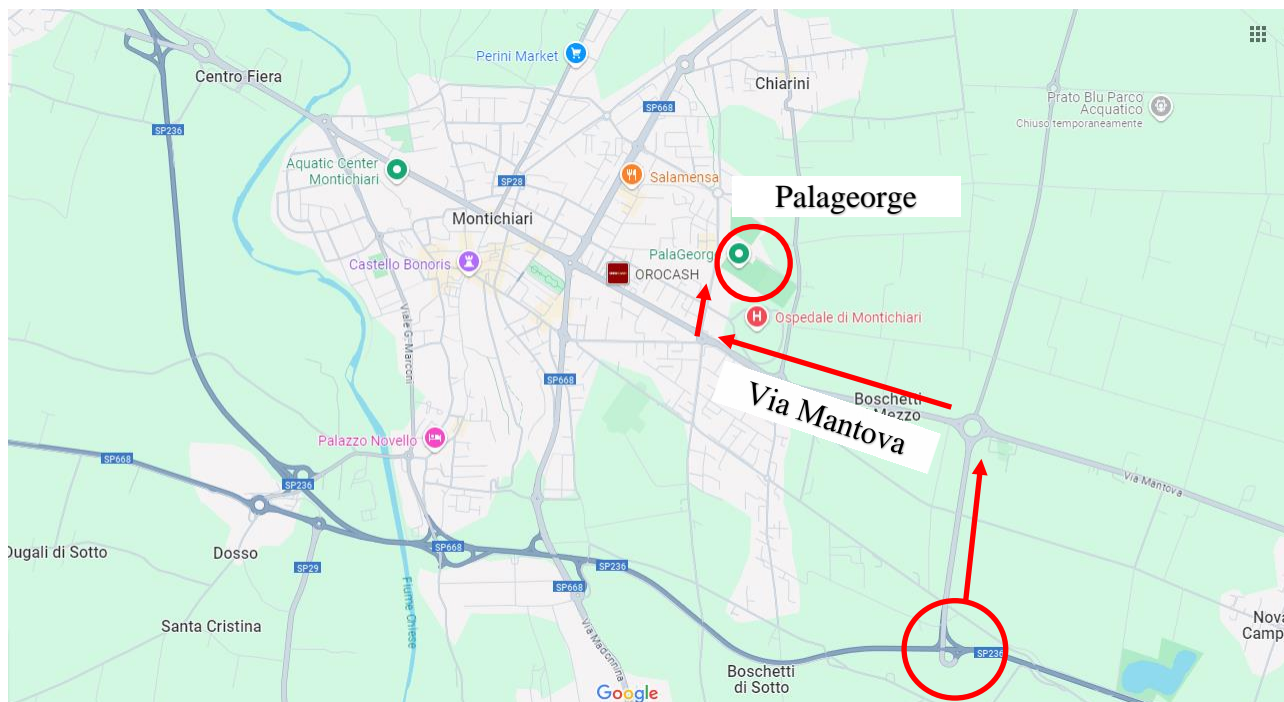 Perini Market
Chiarini
Centro Fiera
Prato Blu Parco
Acquatico
Chiuso temporaneamente
SP668
SP236
Aquatic Center
Montichiari
Salamensa
SP28
Palageorge
Montichiari
PalaGeorge
Castello Bonoris
OROCASH
Viale G. Marconi
H
Ospedale di Montichiari
SP668
Via Mantova
Boschetti
Mezzo
Palazzo Novello
SP668
SP236
Via Mantova
SP668
Dugali di Sotto
Dosso
SP29
SP236
SP668
Fiume Chiese
Via Madonnina
Santa Cristina
Nova
Camp
SP236
Boschetti
di Sotto
Google